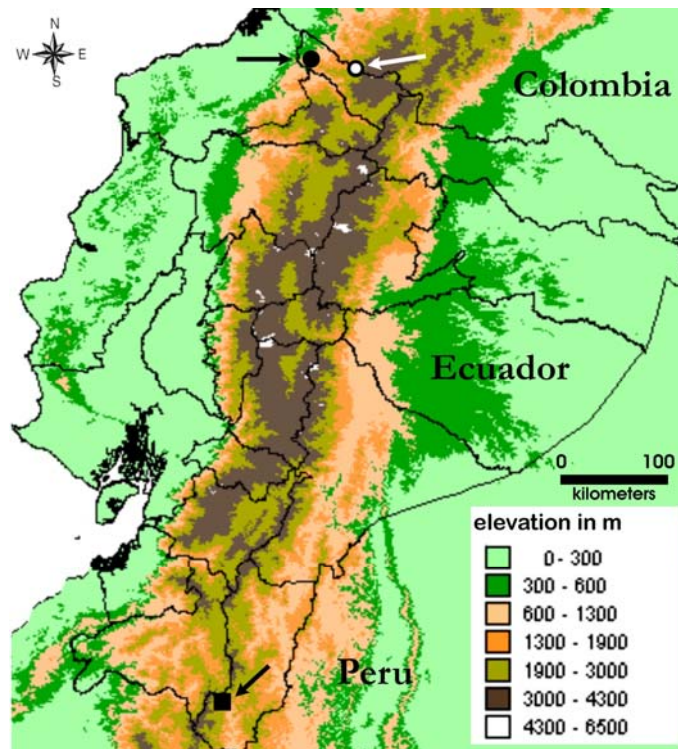 N
W E
S
Colombia
Ecuador
0 100
kilometers
elevation in m
0 - 300
300 - 600
600 - 1300
1300 - 1900
1900 - 3000
3000 - 4300
4300 - 6500
Peru